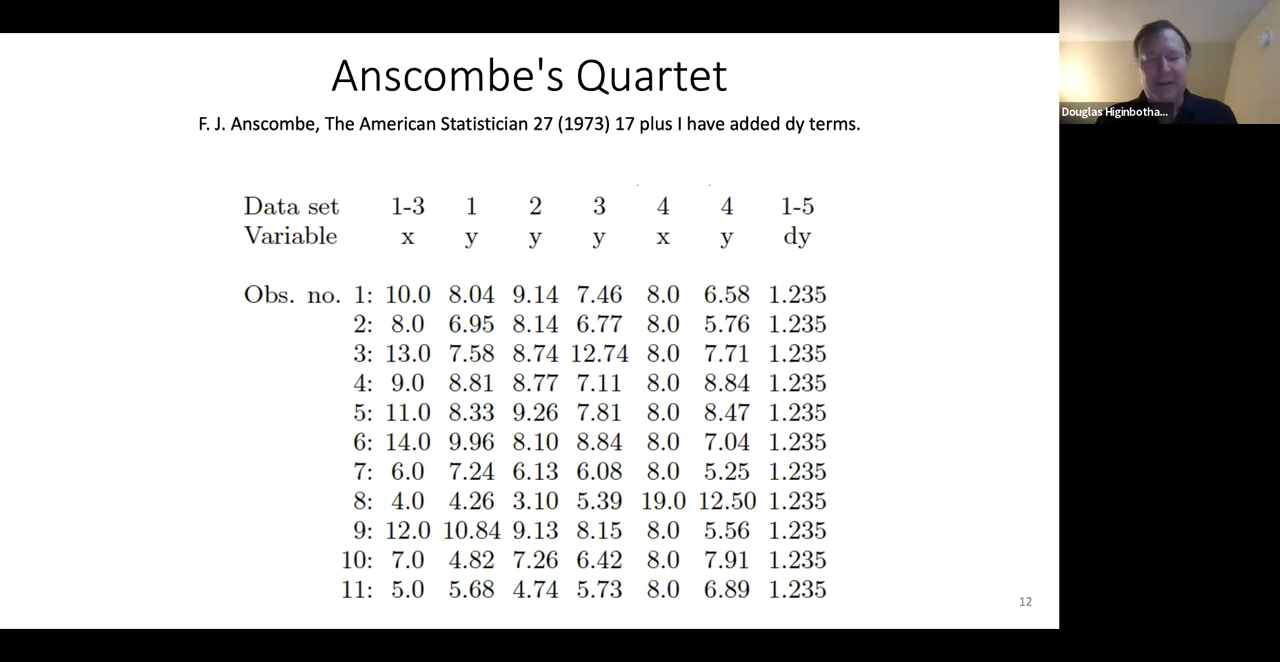 Anscombe's Quartet
F. J. Anscombe, The American Statistician 27 (1973) 17 plus I have added dy terms.
Data set 1-3 1 2 3 4 4 1-5
Variable x y y y x y dy
Obs. no. 1: 10.0 8.04 9.14 7.46 8.0 6.58 1.235
2: 8.0 6.95 8.14 6.77 8.0 5.76 1.235
3: 13.0 7.58 8.74 12.74 8.0 7.71 1.235
4: 9.0 8.81 8.77 7.11 8.0 8.84 1.235
5: 11.0 8.33 9.26 7.81 8.0 8.47 1.235
6: 14.0 9.96 8.10 8.84 8.0 7.04 1.235
7: 6.0 7.24 6.13 6.08 8.0 5.25 1.235
8: 4.0 4.26 3.10 5.39 19.0 12.50 1.235
9: 12.0 10.84 9.13 8.15 8.0 5.56 1.235
10: 7.0 4.82 7.26 6.42 8.0 7.91 1.235
11: 5.0 5.68 4.74 5.73 8.0 6.89 1.235
12
Douglas Higinbotha...